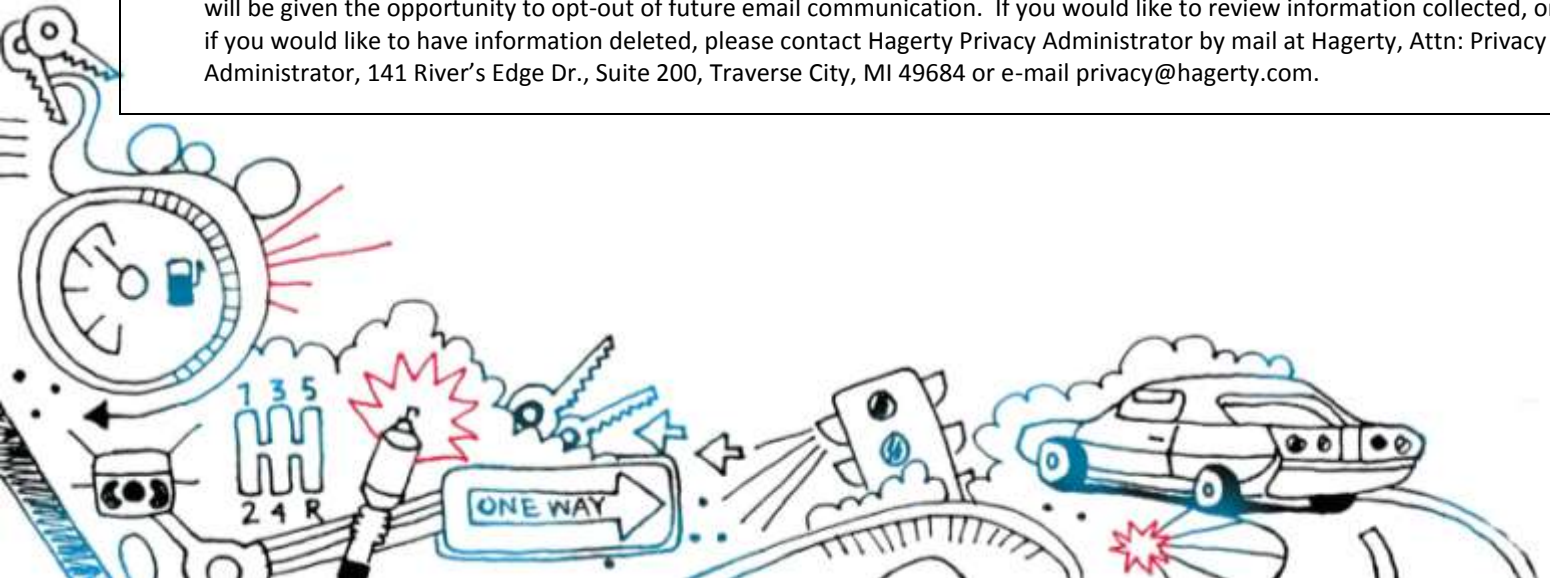 will be given the opportunity to opt-out of future email communication.  If you would like to review information collected, or
if you would like to have information deleted, please contact Hagerty Privacy Administrator by mail at Hagerty, Attn: Privacy
Administrator, 141 River’s Edge Dr., Suite 200, Traverse City, MI 49684 or e-mail privacy@hagerty.com.
1 3 5
2 4 R
ONE WAY